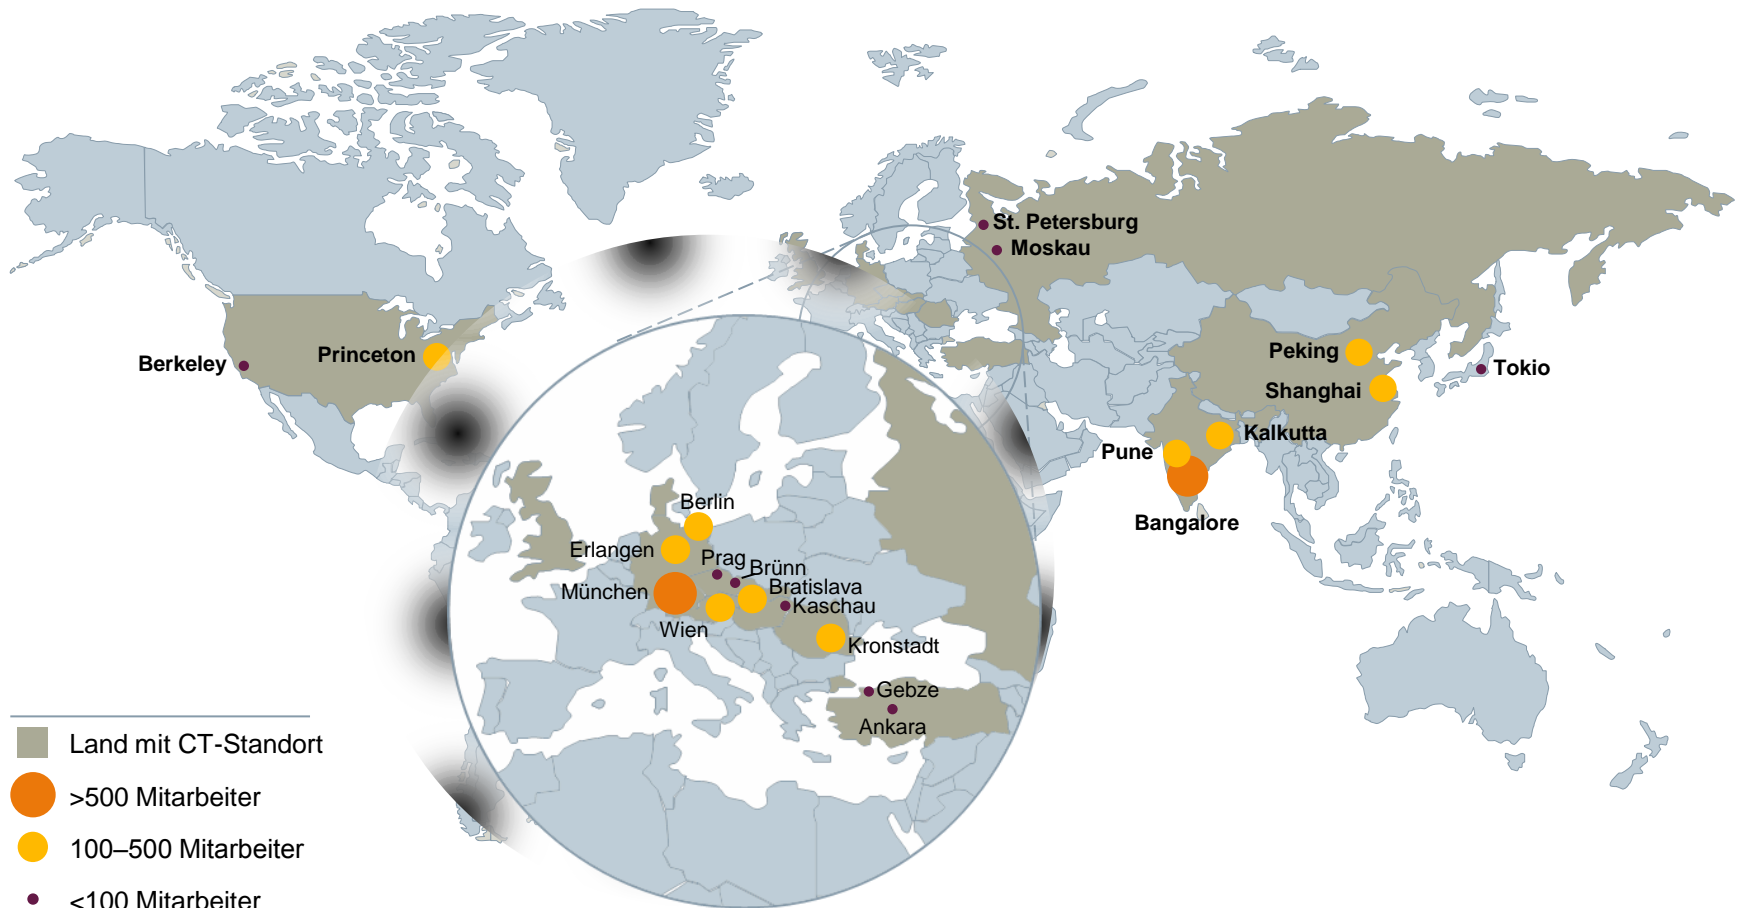 St. Petersburg
Moskau
Berkeley
Princeton
Peking
Tokio
Shanghai
Kalkutta
Pune
Bangalore
Berlin
Erlangen
Prag
Brünn
München
Bratislava
Kaschau
Wien
Kronstadt
Gebze
Ankara
Land mit CT-Standort
>500 Mitarbeiter
100–500 Mitarbeiter
<100 Mitarbeiter